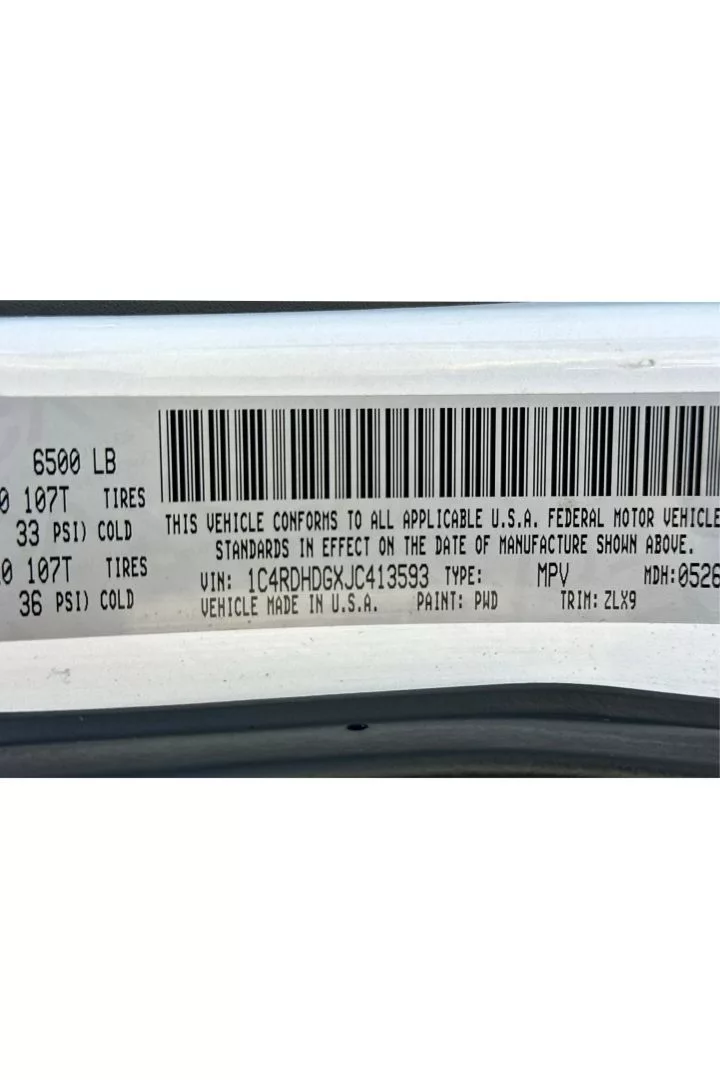 6500 LB
0 107T TIRES
33 PSI) COLD
0 107T TIRES
36 PSI) COLD
THIS VEHICLE CONFORMS TO ALL APPLICABLE U.S.A. FEDERAL MOTOR VEHICLE
STANDARDS IN EFFECT ON THE DATE OF MANUFACTURE SHOWN ABOVE.
VIN: 1C4RDHDGXJC413593 TYPE: MPV MDH:0526
VEHICLE MADE IN U.S.A. PAINT: PWD TRIM: ZLX9